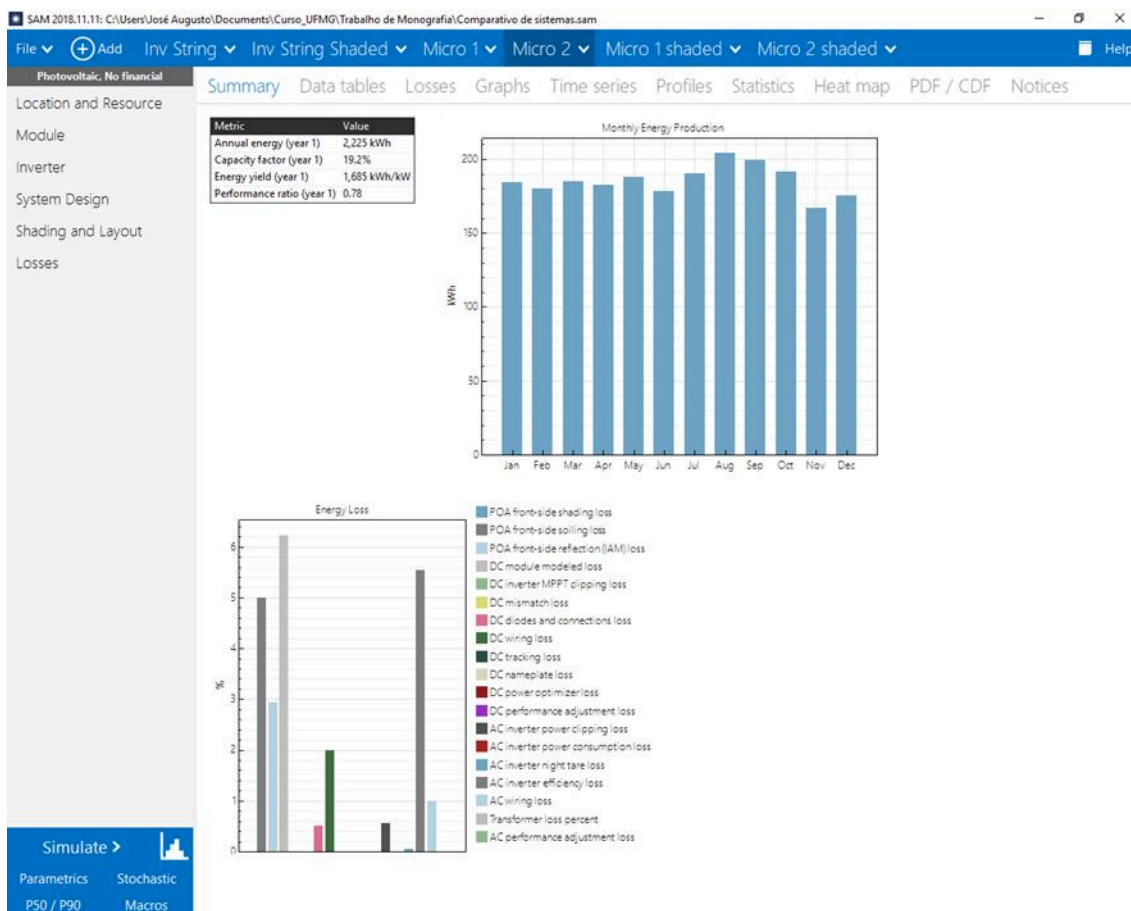 SAM 2018.11.11: C:\Users\José Augusto\Documents\Curso_UFMG\Trabalho de Monografia\Comparativo de sistemas.sam
File Add Inv String Inv String Shaded Micro 1 Micro 2 Micro 1 shaded Micro 2 shaded Help
Photovoltaic, No financial
Location and Resource
Module
Inverter
System Design
Shading and Layout
Losses
Summary Data tables Losses Graphs Time series Profiles Statistics Heat map PDF / CDF Notices
Metric Value
Annual energy (year 1) 2,225 kWh
Capacity factor (year 1) 19.2%
Energy yield (year 1) 1,685 kWh/kW
Performance ratio (year 1) 0.78
Monthly Energy Production
kWh
200
150
100
50
0
Jan Feb Mar Apr May Jun Jul Aug Sep Oct Nov Dec
Energy Loss
%
6
5
4
3
2
1
0
POA front-side shading loss
POA front-side soiling loss
POA front-side reflection (IAM) loss
DC module modeled loss
DC inverter MPPT clipping loss
DC mismatch loss
DC diodes and connections loss
DC wiring loss
DC tracking loss
DC nameplate loss
DC power optimizer loss
DC performance adjustment loss
AC inverter power clipping loss
AC inverter power consumption loss
AC inverter night tare loss
AC inverter efficiency loss
AC wiring loss
Transformer loss percent
AC performance adjustment loss
Simulate >
Parametrics Stochastic
P50 / P90 Macros